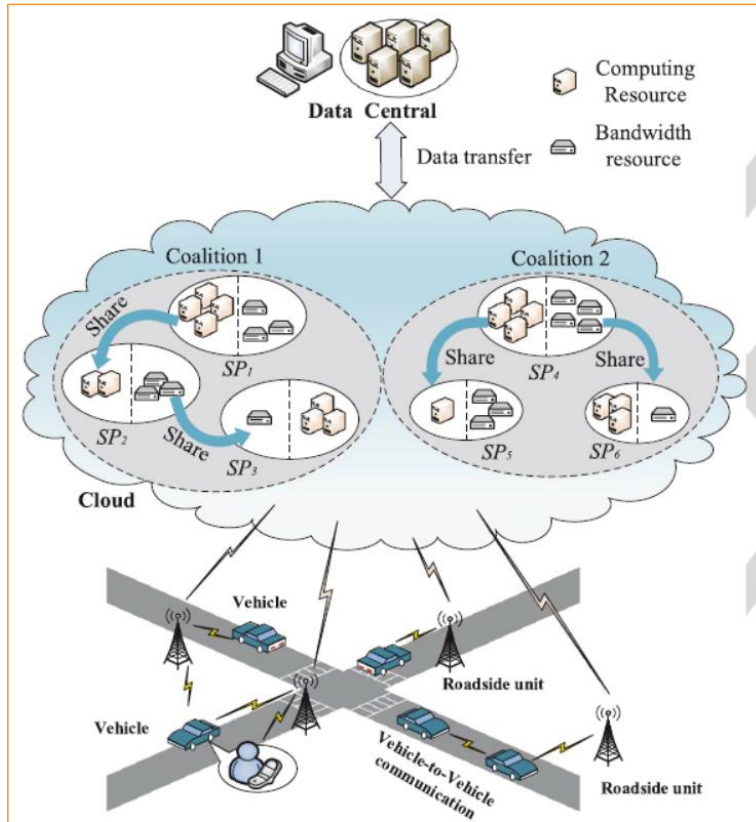 Computing
Resource
Data Central
Bandwidth
resource
Data transfer
Coalition 1
Coalition 2
Share
SP1
SP2
Share
SP3
Share
SP4
Share
SP5
SP6
Cloud
Vehicle
Roadside unit
Vehicle
Vehicle-to-Vehicle
communication
Roadside unit